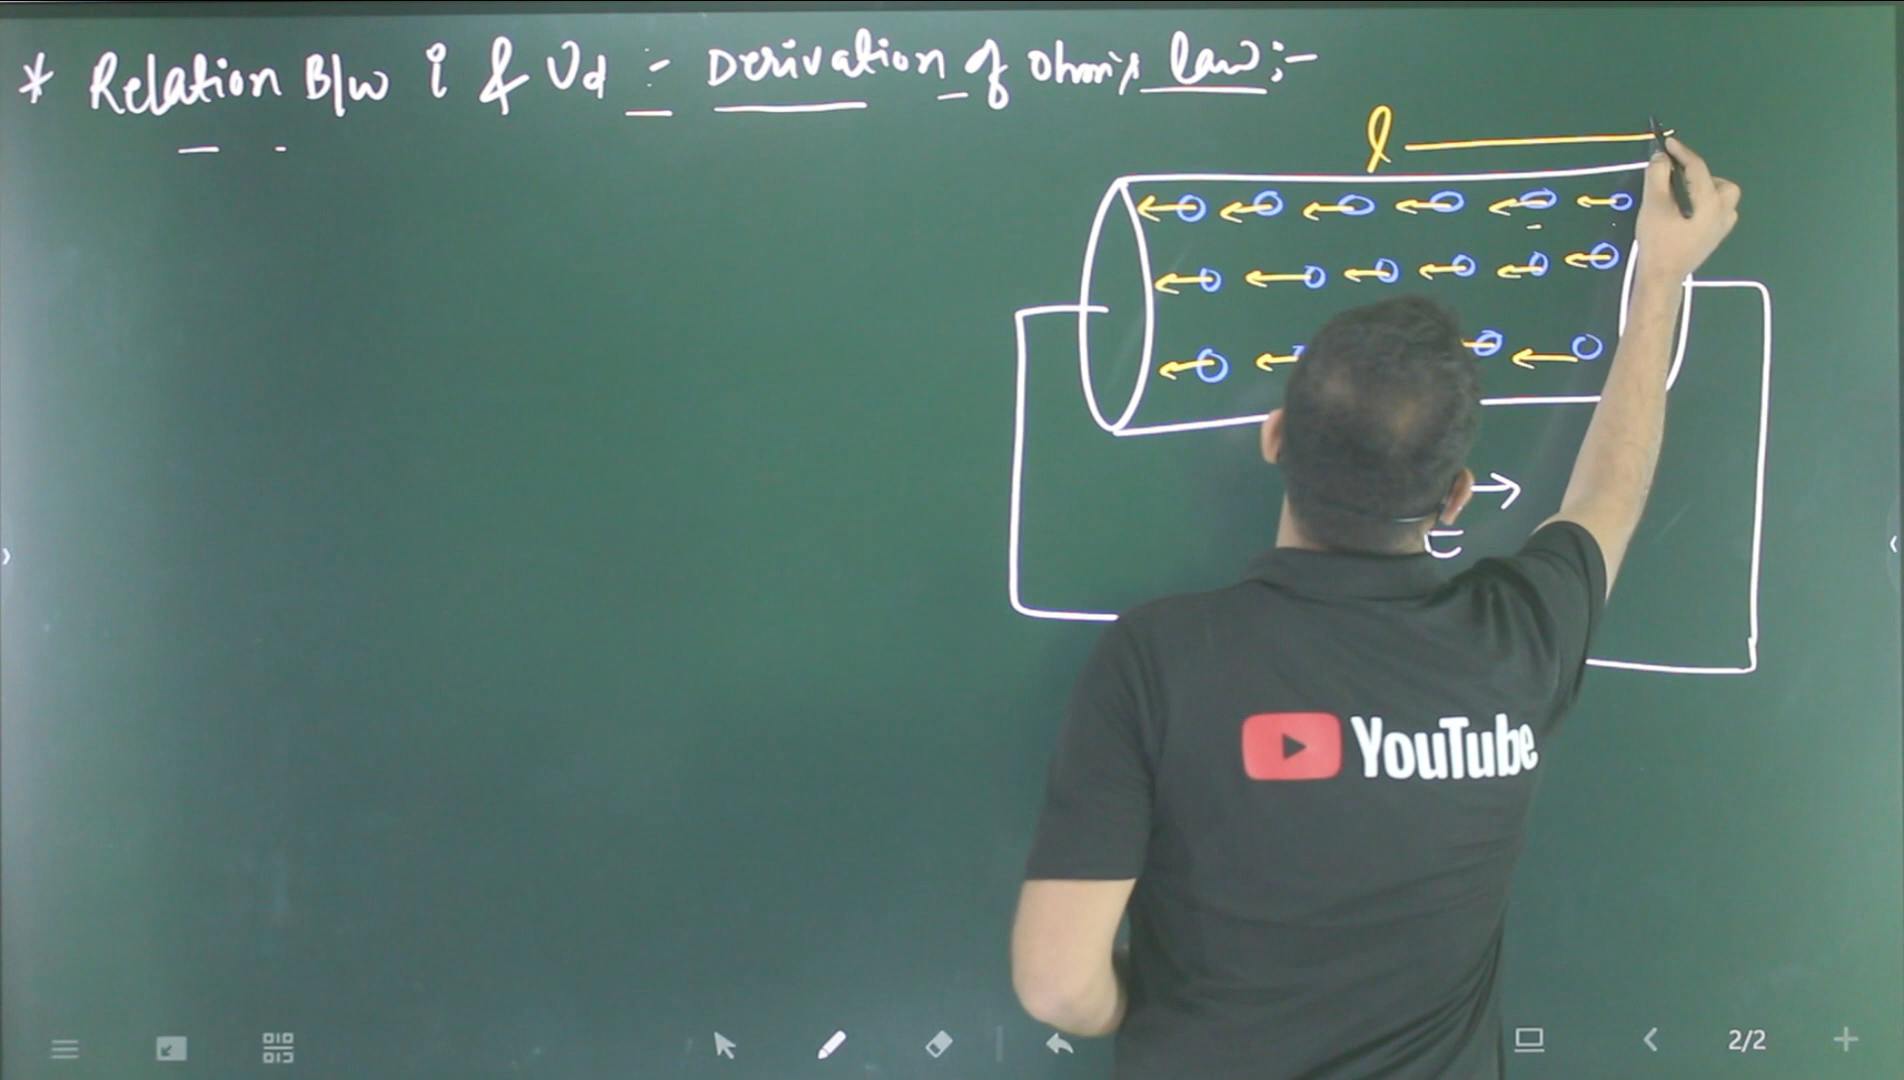 * Relation B/w i & Vd :- Derivation of ohm's law :-
l
E
YouTube
2/2